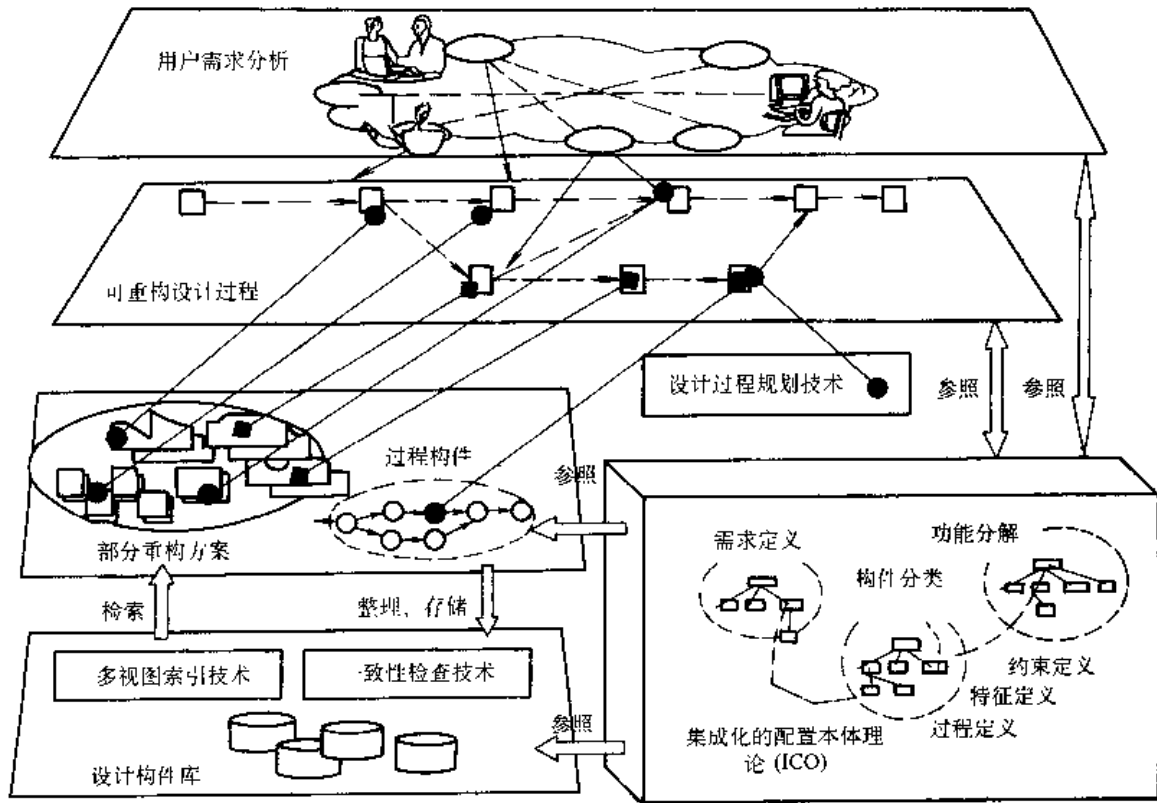 用户需求分析
可重构设计过程
设计过程规划技术
参照
参照
过程构件
参照
部分重构方案
需求定义
功能分解
构件分类
检索
整理、存储
多视图索引技术
一致性检查技术
约束定义
特征定义
过程定义
参照
集成化的配置本体理
论 (ICO)
设计构件库